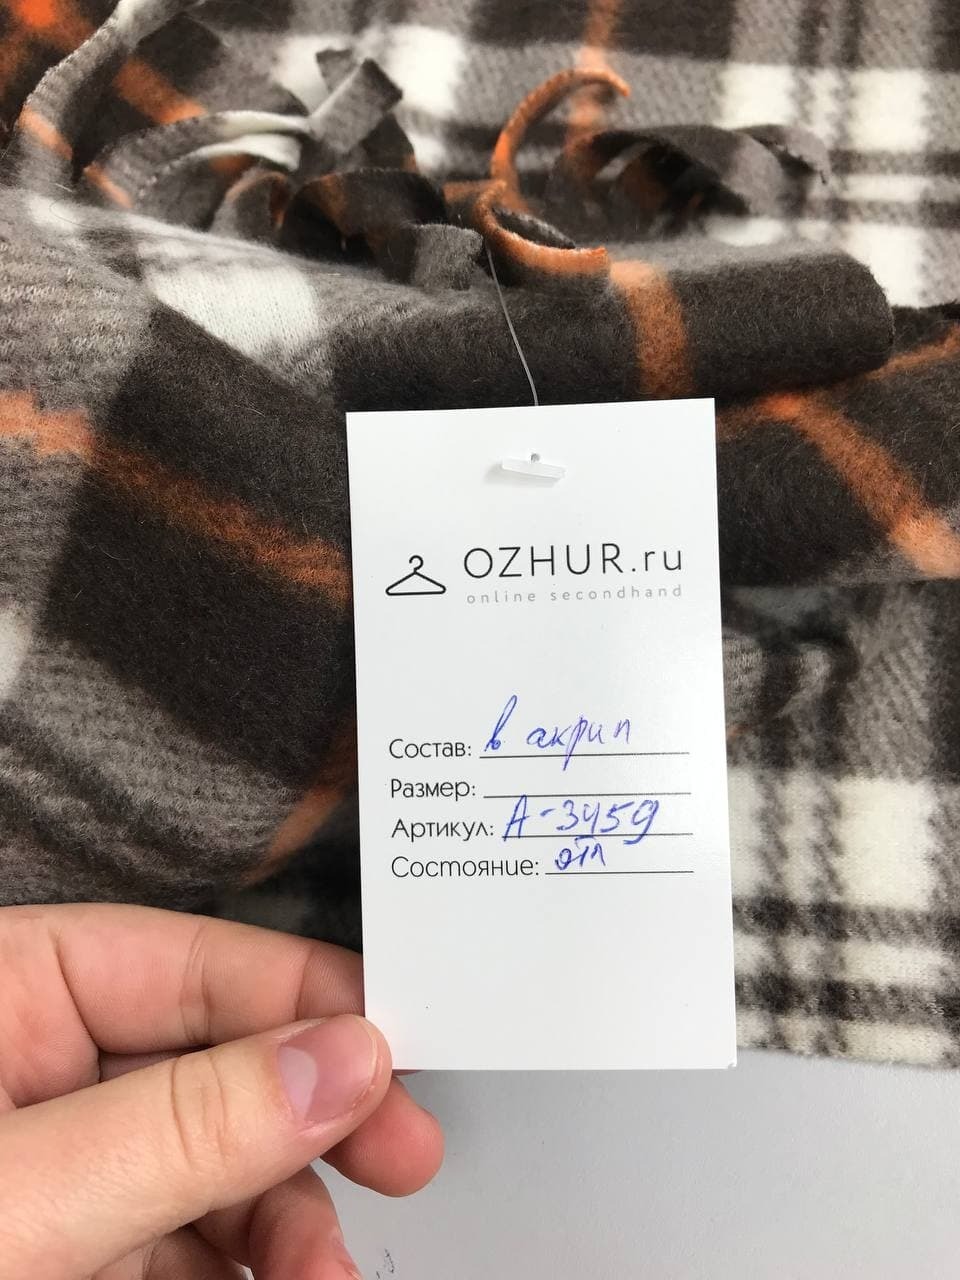 OZHUR.ru
online secondhand
Состав: в акрил
Размер:
Артикул: А-3459
Состояние: отл